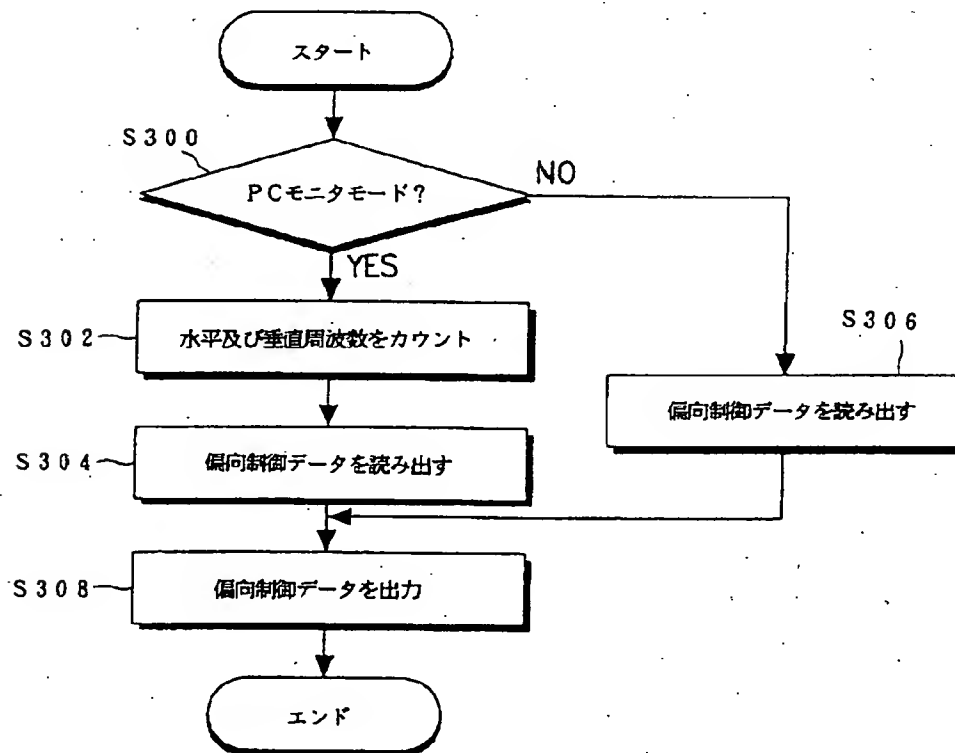 スタート
S300
PCモニタモード?
NO
YES
S302
水平及び垂直周波数をカウント
S306
偏向制御データを読み出す
S304
偏向制御データを読み出す
S308
偏向制御データを出力
エンド